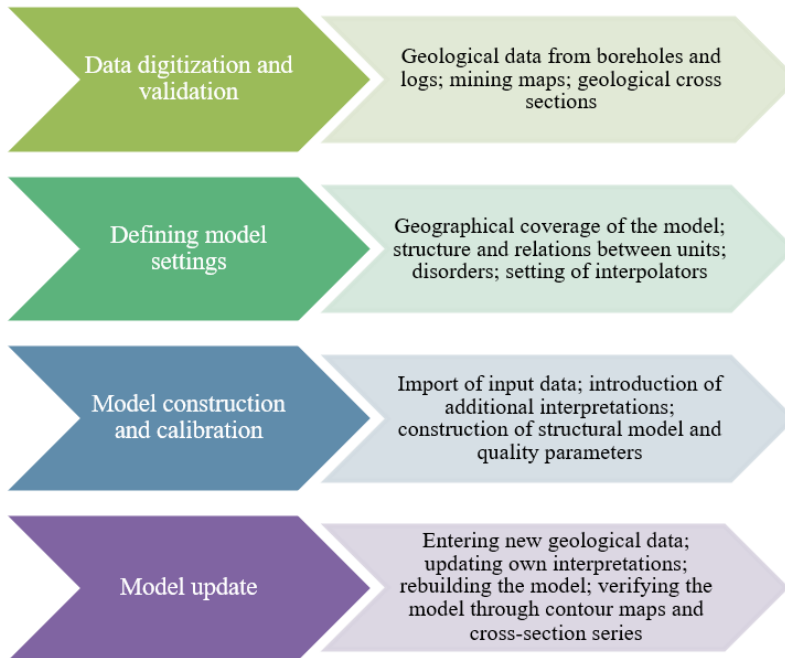 Data digitization and
validation
Geological data from boreholes and
logs; mining maps; geological cross
sections
Defining model
settings
Geographical coverage of the model;
structure and relations between units;
disorders; setting of interpolators
Model construction
and calibration
Import of input data; introduction of
additional interpretations;
construction of structural model and
quality parameters
Model update
Entering new geological data;
updating own interpretations;
rebuilding the model; verifying the
model through contour maps and
cross-section series